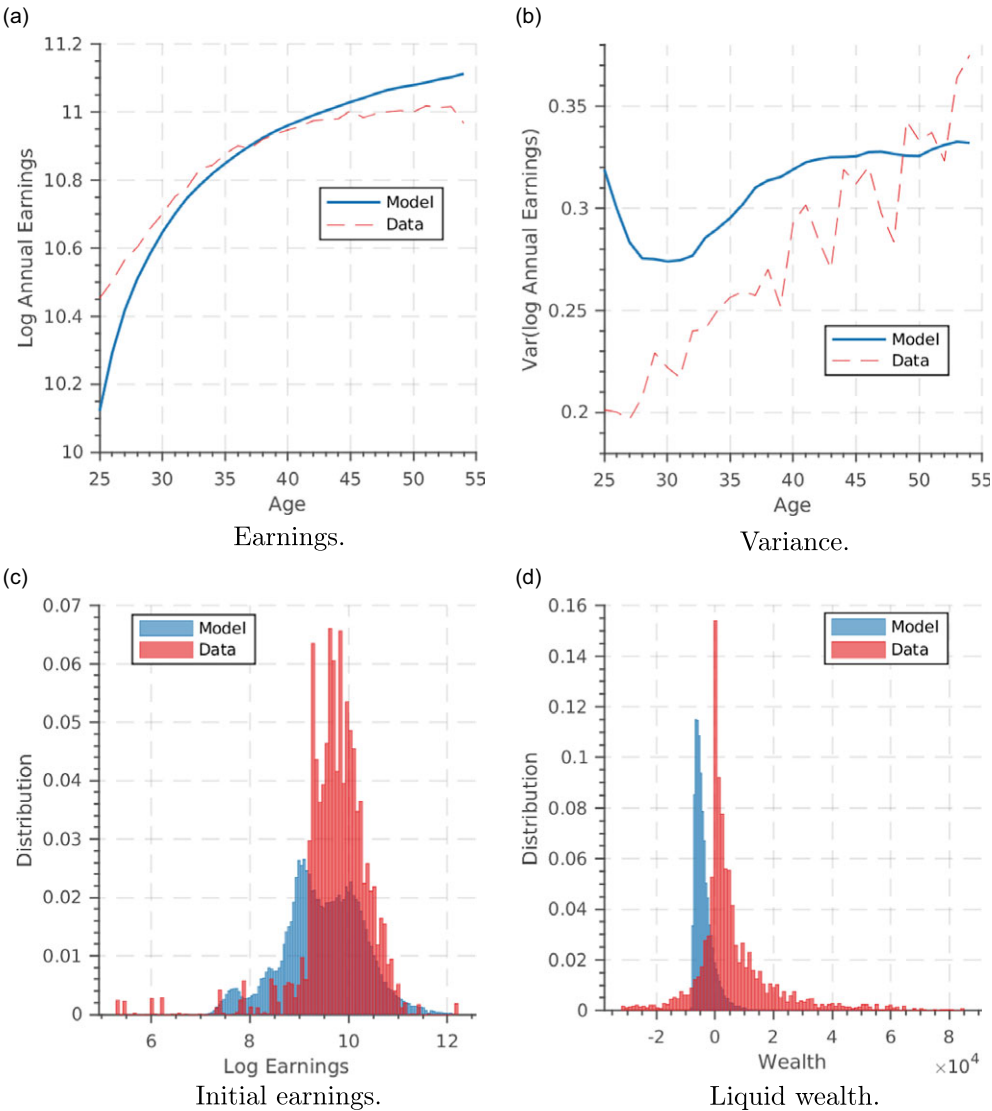 (a)
11.2
11
10.8
10.6
10.4
10.2
10
Log Annual Earnings
Model
Data
25 30 35 40 45 50 55
Age
Earnings.
(b)
0.35
0.3
0.25
0.2
Var(log Annual Earnings)
Model
Data
25 30 35 40 45 50 55
Age
Variance.
(c)
0.07
0.06
0.05
0.04
0.03
0.02
0.01
0
Distribution
Model
Data
6 8 10 12
Log Earnings
Initial earnings.
(d)
0.16
0.14
0.12
0.1
0.08
0.06
0.04
0.02
0
Distribution
Model
Data
-2 0 2 4 6 8
Wealth
×10⁴
Liquid wealth.